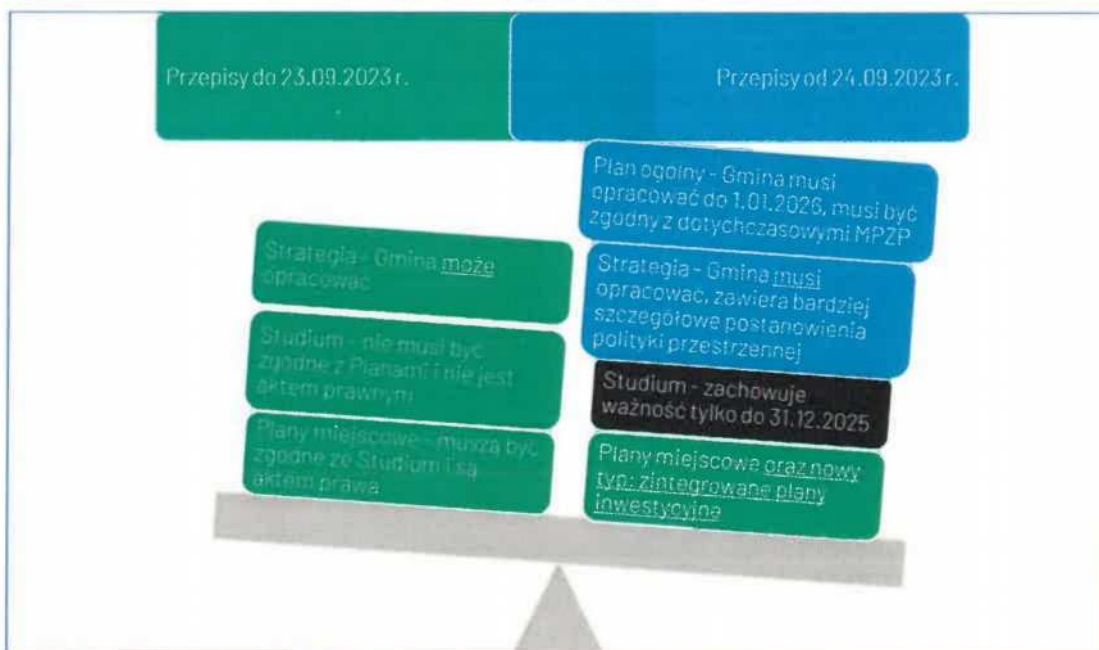 Przepisy do 23.09.2023 r.
Przepisy od 24.09.2023 r.
Strategia - Gmina może
opracować
Studium - nie musi być
zgodne z Planami i nie jest
aktem prawnym
Plany miejscowe - muszą być
zgodne ze Studium i są
aktem prawa
Plan ogólny - Gmina musi
opracować do 1.01.2026, musi być
zgodny z dotychczasowymi MPZP
Strategia - Gmina musi
opracować, zawiera bardziej
szczegółowe postanowienia
polityki przestrzennej
Studium - zachowuje
ważność tylko do 31.12.2025
Plany miejscowe oraz nowy
typ: zintegrowane plany
inwestycyjne